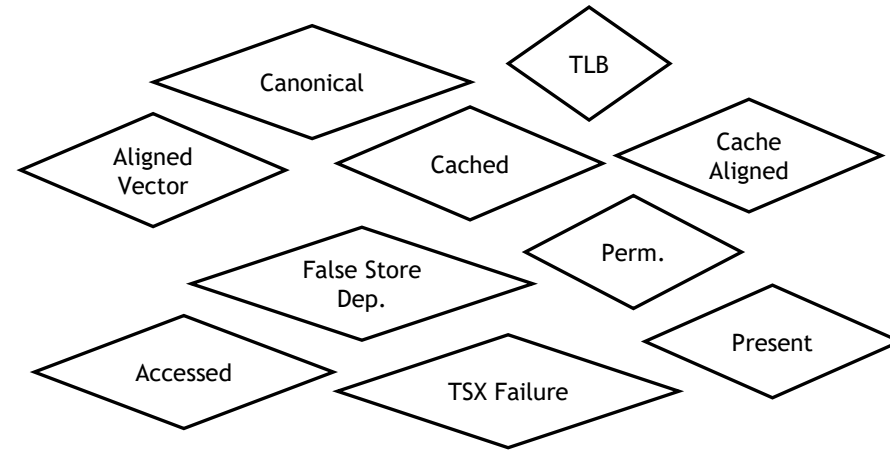 Canonical
TLB
Aligned
Vector
Cached
Cache
Aligned
False Store
Dep.
Perm.
Accessed
TSX Failure
Present